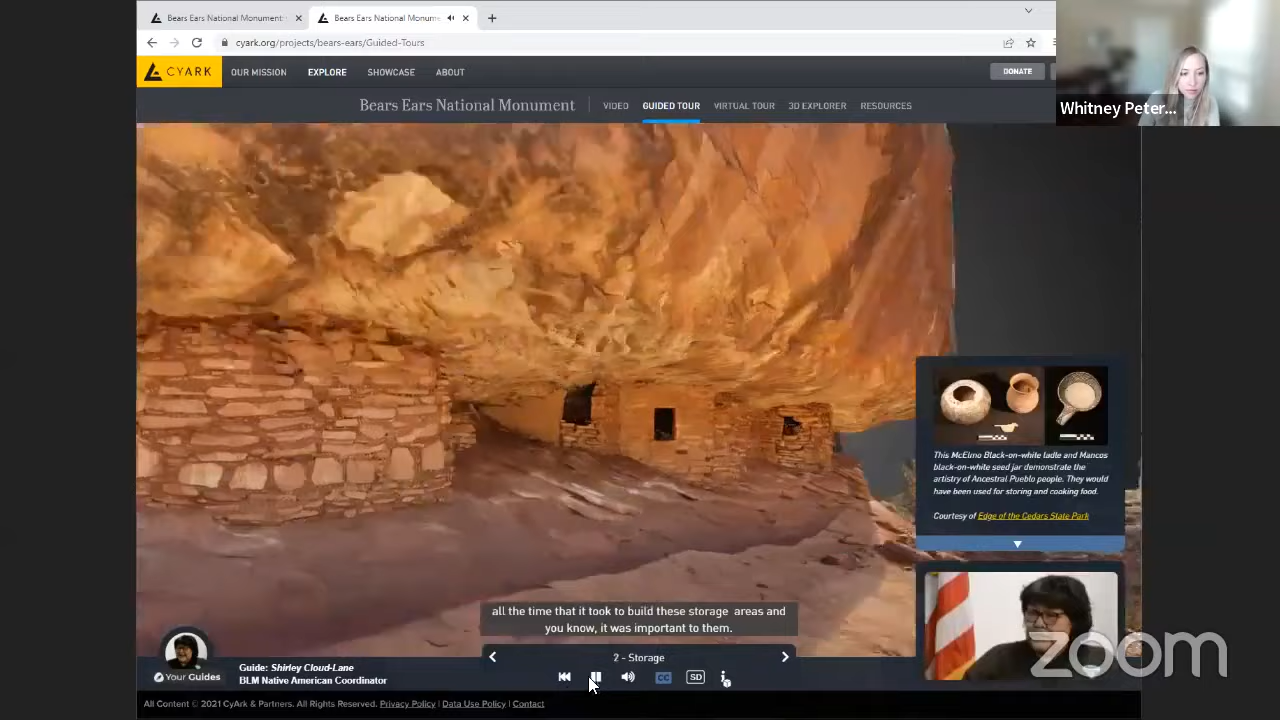 Bears Ears National Monument:
Bears Ears National Monume
cyark.org/projects/bears-ears/Guided-Tours
CYARK
OUR MISSION
EXPLORE
SHOWCASE
ABOUT
DONATE
Whitney Peter...
Bears Ears National Monument
VIDEO
GUIDED TOUR
VIRTUAL TOUR
3D EXPLORER
RESOURCES
This McElmo Black-on-white ladle and Mancos
black-on-white seed jar demonstrate the
artistry of Ancestral Pueblo people. They would
have been used for storing and cooking food.
Courtesy of Edge of the Cedars State Park
all the time that it took to build these storage areas and
you know, it was important to them.
2 - Storage
CC
SD
Your Guides
Guide: Shirley Cloud-Lane
BLM Native American Coordinator
zoom
All Content © 2021 CyArk & Partners. All Rights Reserved. Privacy Policy | Data Use Policy | Contact